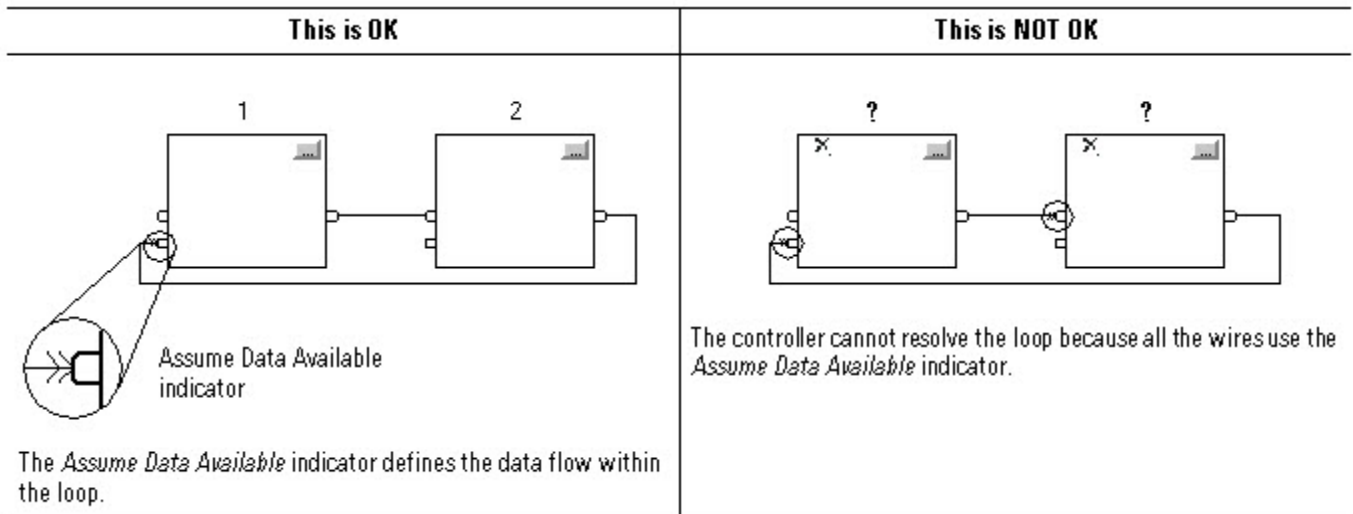 This is OK
This is NOT OK
1
2
...
...
Assume Data Available
indicator
The Assume Data Available indicator defines the data flow within
the loop.
?
?
...
...
The controller cannot resolve the loop because all the wires use the
Assume Data Available indicator.